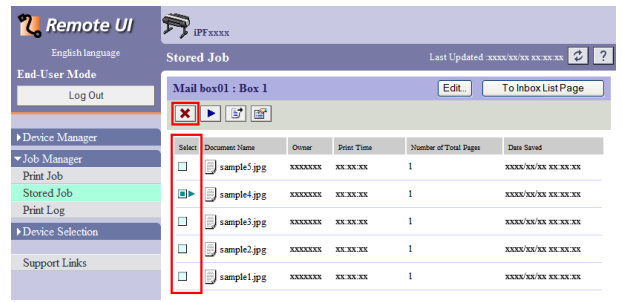 Remote UI
iPFxxxx
English language
Stored Job
Last Updated :xxxx/xx/xx xx:xx:xx
?
End-User Mode
Log Out
Mail box01 : Box 1
Edit...
To Inbox List Page
Device Manager
Job Manager
Print Job
Stored Job
Print Log
Device Selection
Support Links
Select Document Name Owner Print Time Number of Total Pages Date Saved
sample5.jpg xxxxxxx xx:xx:xx 1 xxxx/xx/xx xx:xx:xx
sample4.jpg xxxxxxx xx:xx:xx 1 xxxx/xx/xx xx:xx:xx
sample3.jpg xxxxxxx xx:xx:xx 1 xxxx/xx/xx xx:xx:xx
sample2.jpg xxxxxxx xx:xx:xx 1 xxxx/xx/xx xx:xx:xx
sample1.jpg xxxxxxx xx:xx:xx 1 xxxx/xx/xx xx:xx:xx